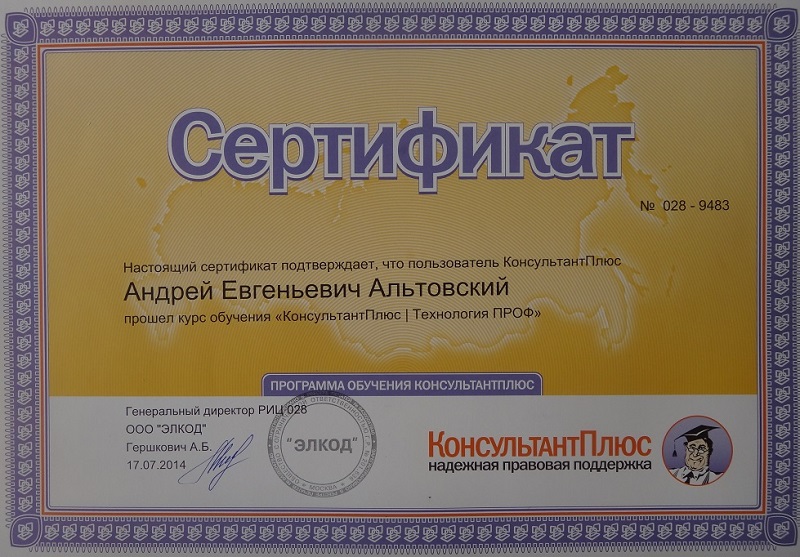 Сертификат
№ 028 - 9483
Настоящий сертификат подтверждает, что пользователь КонсультантПлюс
Андрей Евгеньевич Альтовский
прошел курс обучения «КонсультантПлюс | Технология ПРОФ»
ПРОГРАММА ОБУЧЕНИЯ КОНСУЛЬТАНТПЛЮС
Генеральный директор РИЦ 028
ООО "ЭЛКОД"
Гершкович А.Б.
17.07.2014
"ЭЛКОД"
МОСКВА
КонсультантПлюс
надежная правовая поддержка